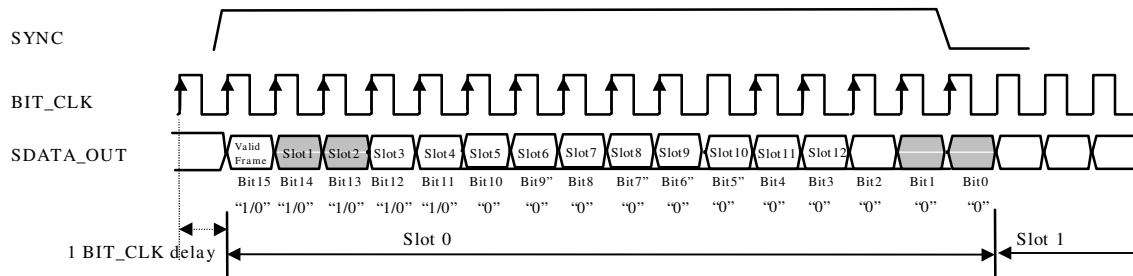 SYNC
BIT_CLK
SDATA_OUT
Valid Frame Slot1 Slot2 Slot3 Slot4 Slot5 Slot6 Slot7 Slot8 Slot9 Slot10 Slot11 Slot12
Bit15 Bit14 Bit13 Bit12 Bit11 Bit10 Bit9” Bit8 Bit7” Bit6” Bit5” Bit4 Bit3 Bit2 Bit1 Bit0
“1/0” “1/0” “1/0” “1/0” “1/0” “0” “0” “0” “0” “0” “0” “0” “0” “0” “0” “0”
1 BIT_CLK delay Slot 0 Slot 1